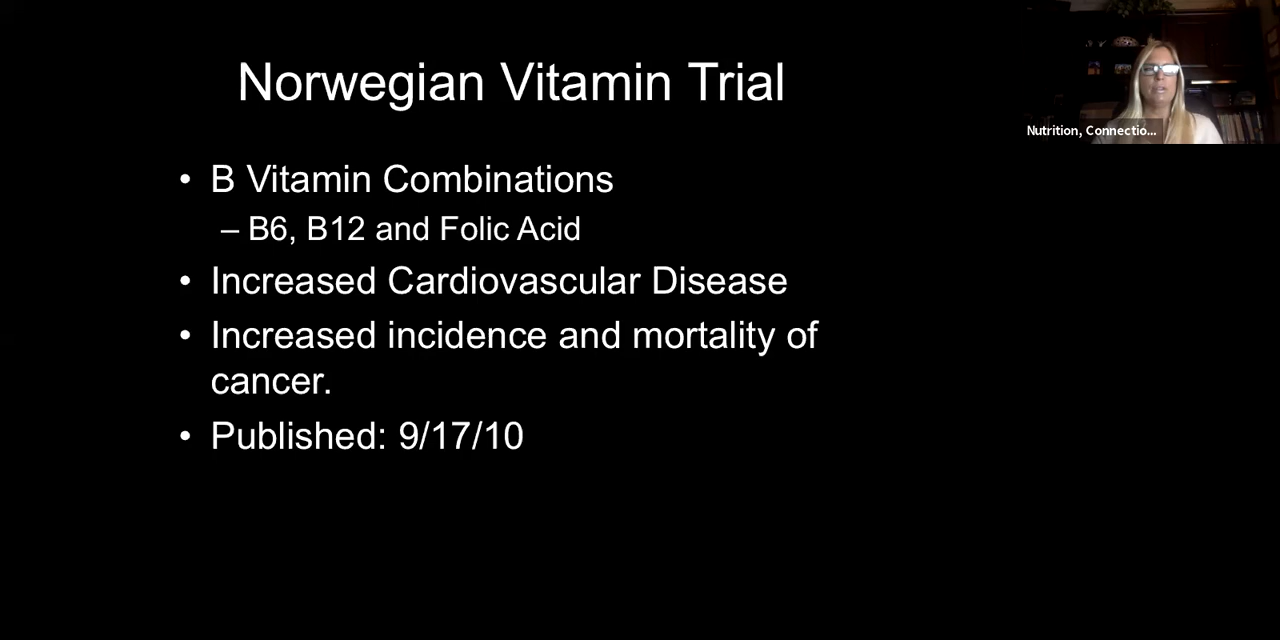 Norwegian Vitamin Trial
Nutrition, Connectio...
• B Vitamin Combinations
– B6, B12 and Folic Acid
• Increased Cardiovascular Disease
• Increased incidence and mortality of
cancer.
• Published: 9/17/10